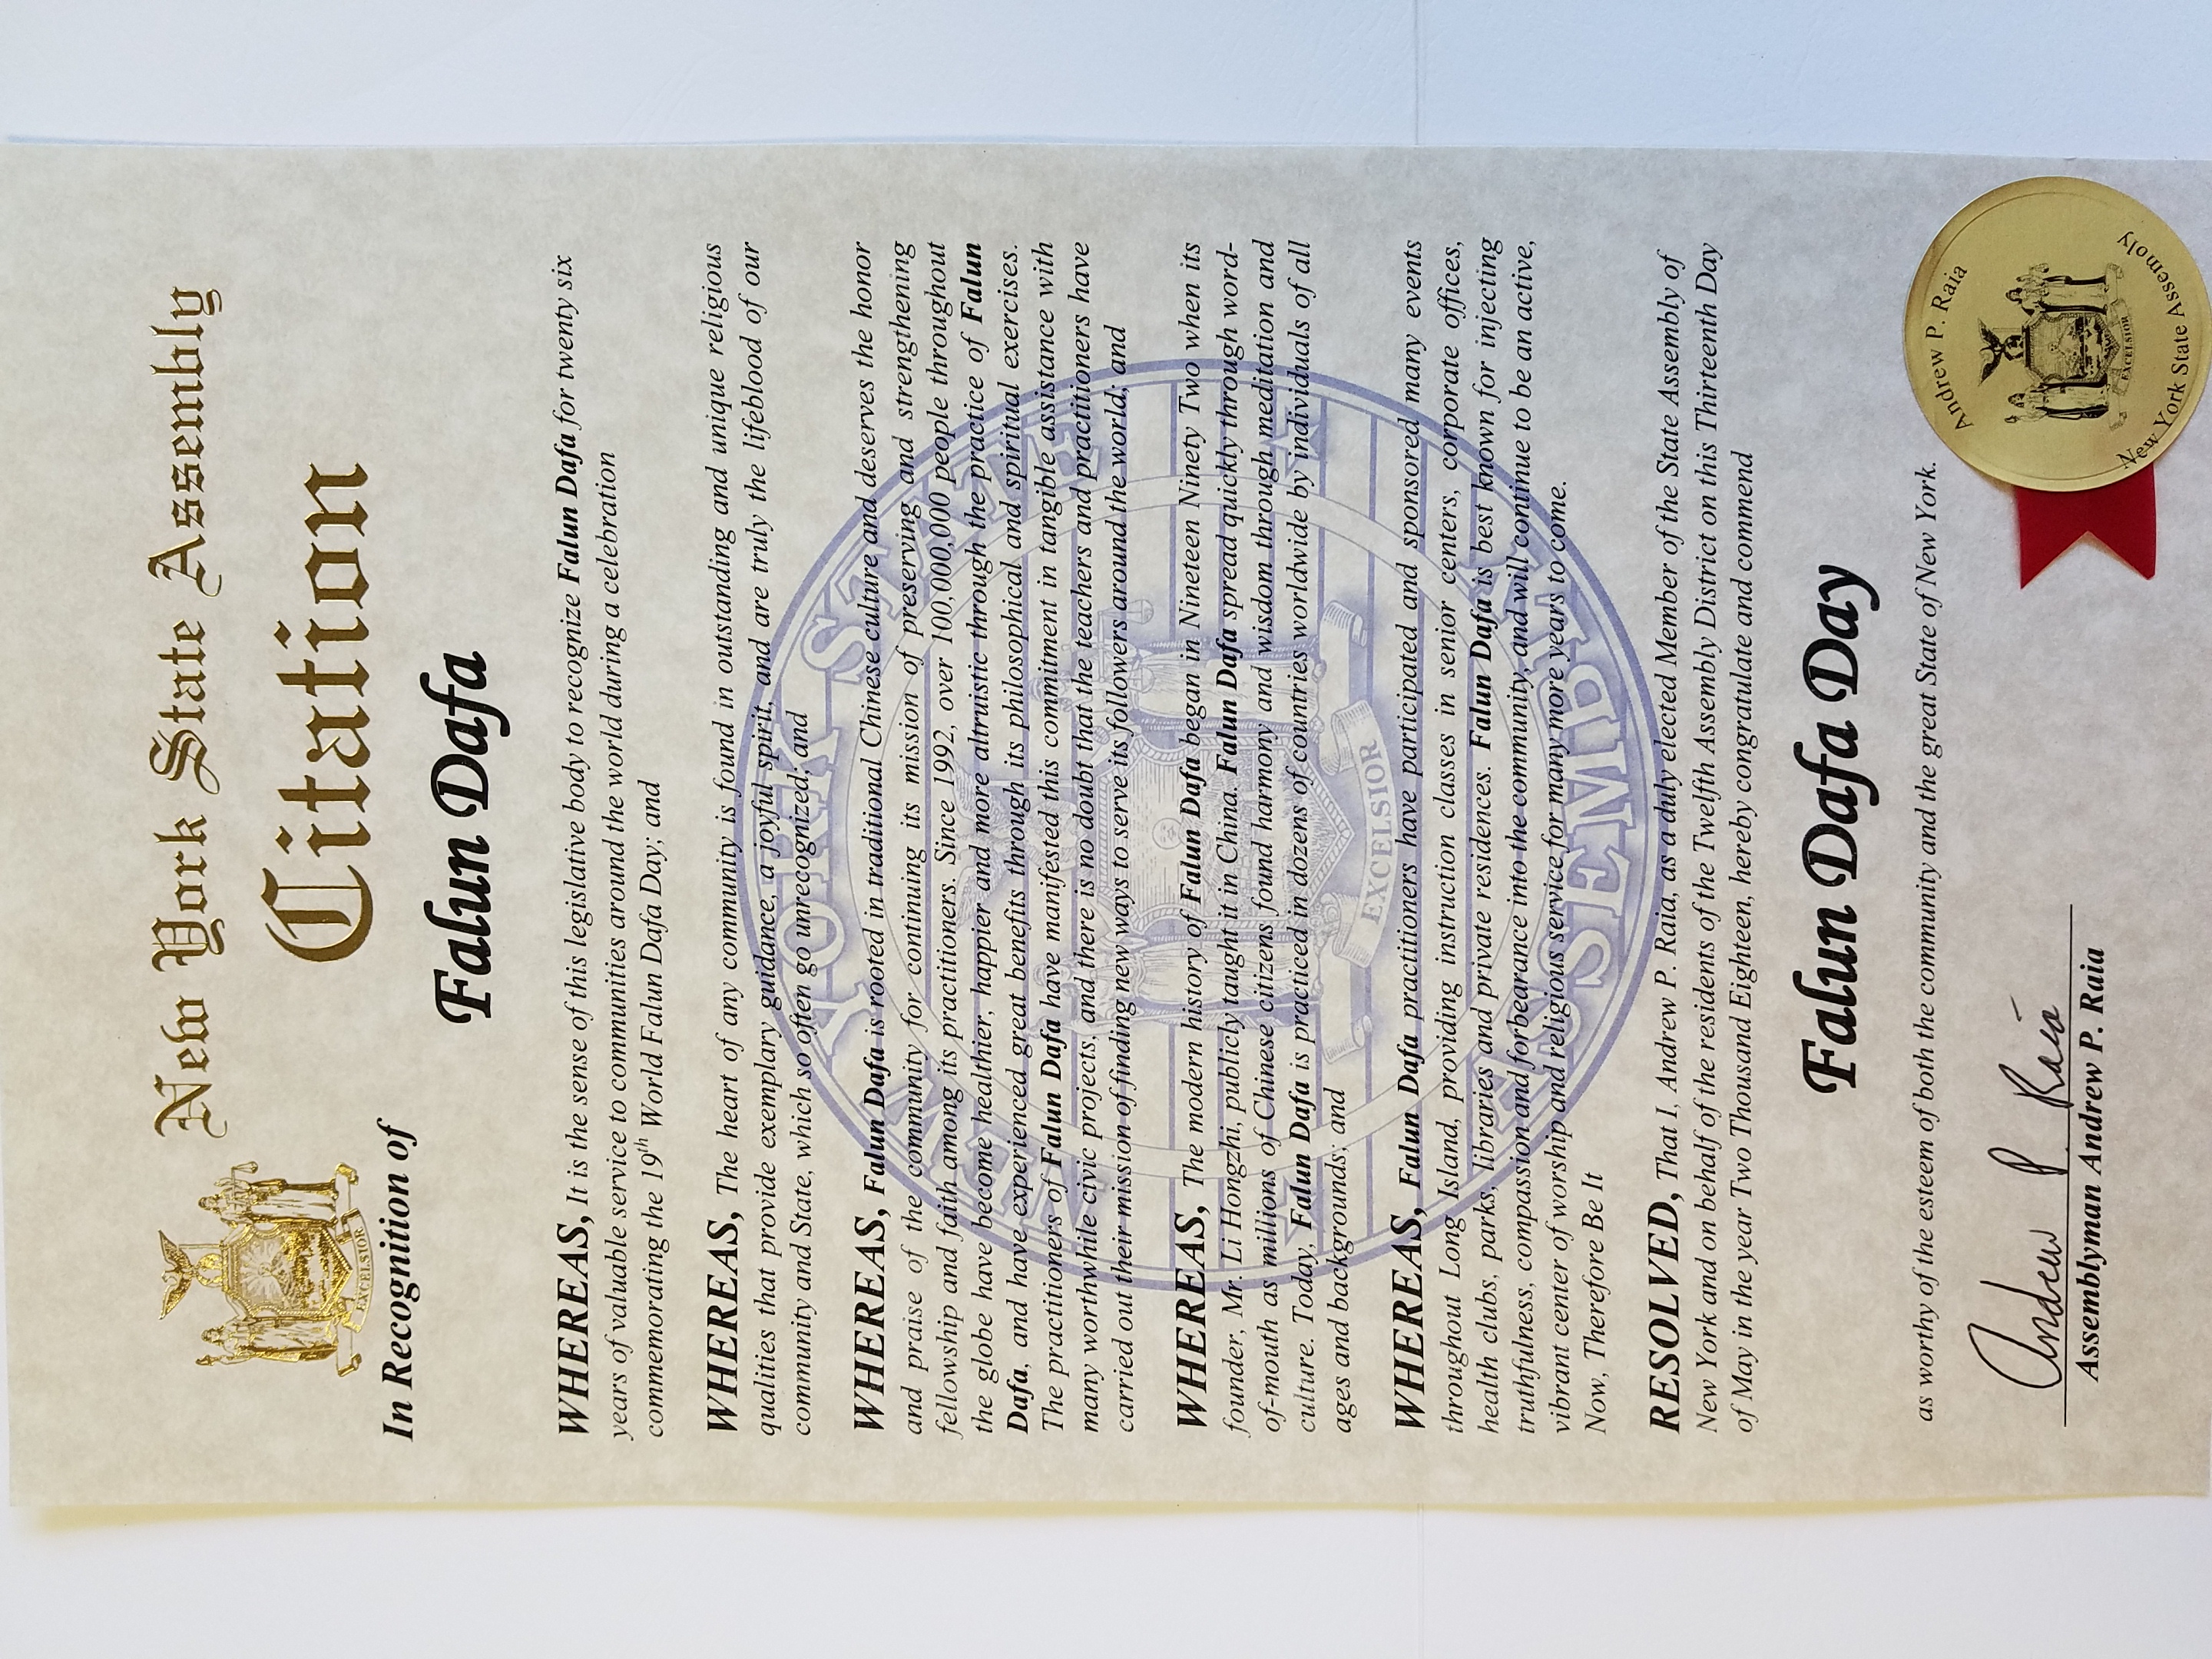 New York State Assembly
Citation
EXCELSIOR
In Recognition of
Falun Dafa
WHEREAS, It is the sense of this legislative body to recognize Falun Dafa for twenty six
years of valuable service to communities around the world during a celebration
commemorating the 19th World Falun Dafa Day; and
WHEREAS, The heart of any community is found in outstanding and unique religious
qualities that provide exemplary guidance, a joyful spirit, and are truly the lifeblood of our
community and State, which so often go unrecognized; and
WHEREAS, Falun Dafa is rooted in traditional Chinese culture and deserves the honor
and praise of the community for continuing its mission of preserving and strengthening
fellowship and faith among its practitioners. Since 1992, over 100,000,000 people throughout
the globe have become healthier, happier and more altruistic through the practice of Falun
Dafa, and have experienced great benefits through its philosophical and spiritual exercises.
The practitioners of Falun Dafa have manifested this commitment in tangible assistance with
many worthwhile civic projects, and there is no doubt that the teachers and practitioners have
carried out their mission of finding new ways to serve its followers around the world; and
WHEREAS, The modern history of Falun Dafa began in Nineteen Ninety Two when its
founder, Mr. Li Hongzhi, publicly taught it in China. Falun Dafa spread quickly through word-
of-mouth as millions of Chinese citizens found harmony and wisdom through meditation and
culture. Today, Falun Dafa is practiced in dozens of countries worldwide by individuals of all
ages and backgrounds; and
WHEREAS, Falun Dafa practitioners have participated and sponsored many events
throughout Long Island, providing instruction classes in senior centers, corporate offices,
health clubs, parks, libraries and private residences. Falun Dafa is best known for injecting
truthfulness, compassion and forbearance into the community, and will continue to be an active,
vibrant center of worship and religious service for many more years to come.
Now, Therefore Be It
RESOLVED, That I, Andrew P. Raia, as a duly elected Member of the State Assembly of
New York and on behalf of the residents of the Twelfth Assembly District on this Thirteenth Day
of May in the year Two Thousand Eighteen, hereby congratulate and commend
Falun Dafa Day
as worthy of the esteem of both the community and the great State of New York.
Andrew P. Raia
Assemblyman Andrew P. Raia
Andrew P. Raia
EXCELSIOR
New York State Assemoly
NEW YORK STATE
EXCELSIOR
ASSEMBLY